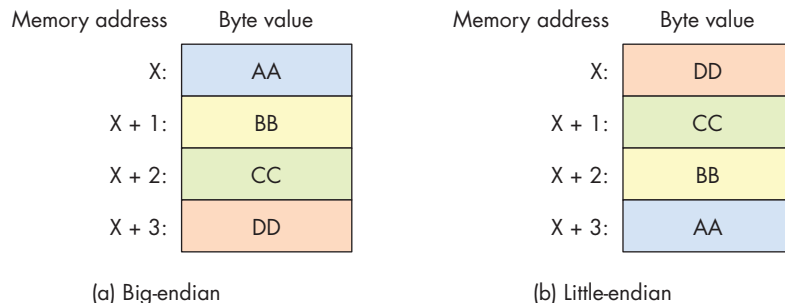 Memory address Byte value
X: AA
X + 1: BB
X + 2: CC
X + 3: DD
(a) Big-endian
Memory address Byte value
X: DD
X + 1: CC
X + 2: BB
X + 3: AA
(b) Little-endian